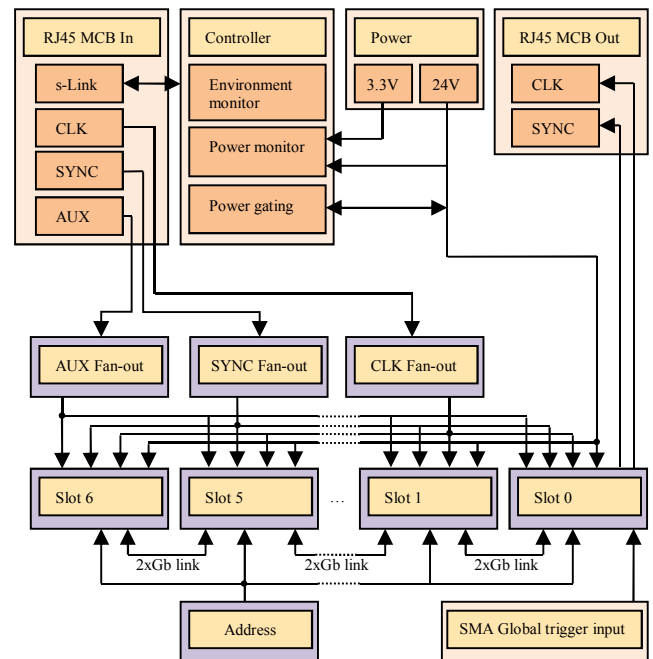 RJ45 MCB In
Controller
Power
RJ45 MCB Out
s-Link
Environment
monitor
3.3V
24V
CLK
CLK
Power monitor
SYNC
SYNC
Power gating
AUX
AUX Fan-out
SYNC Fan-out
CLK Fan-out
Slot 6
Slot 5
...
Slot 1
Slot 0
2xGb link
2xGb link
2xGb link
Address
SMA Global trigger input